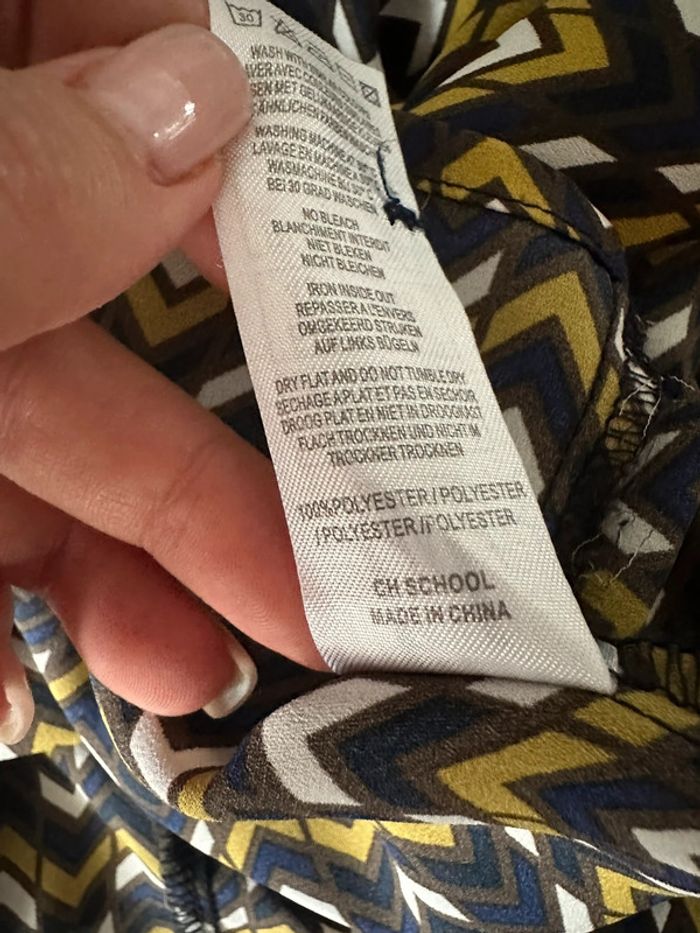 30
WASH WITH
AVEC
MET
ÄHNLICHEN
WASHING MACHINE
LAVAGE EN MACHINE A
WASMACHINE
BEI 30 GRAD WASCHEN
NO BLEACH
BLANCHIMENT INTERDIT
NIET BLEKEN
NICHT BLEICHEN
IRON INSIDE OUT
REPASSER A L'ENVERS
OMGEKEERD STRIJKEN
AUF LINKS BÜGELN
DRY FLAT AND DO NOT TUMBLE DRY
SECHAGE A PLAT ET PAS EN SECHOIR
DROOG PLAT EN NIET IN DROOGKAST
FLACH TROCKNEN UND NICHT IM
TROCKNER TROCKNEN
100%POLYESTER / POLYESTER
/ POLYESTER / POLYESTER
CH SCHOOL
MADE IN CHINA